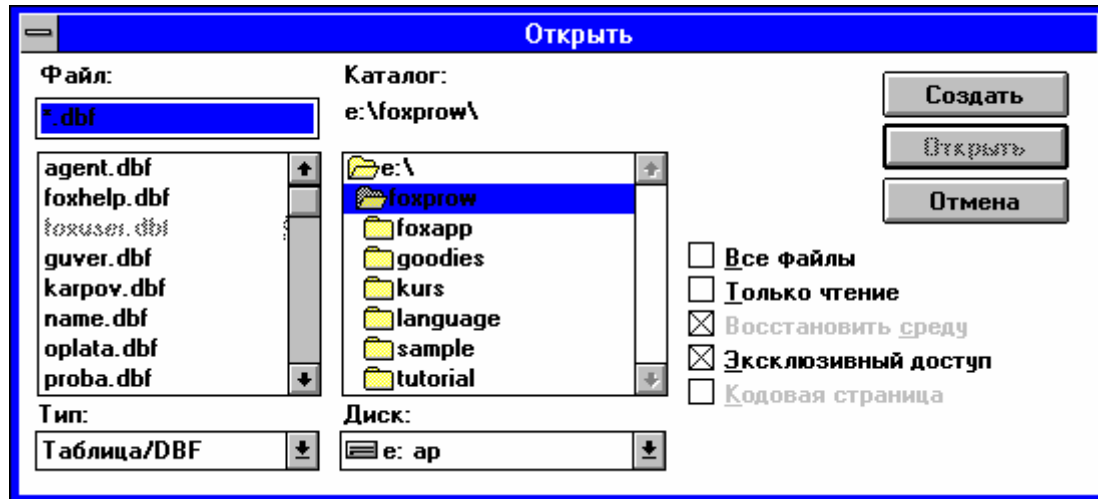 Открыть
Файл:
*.dbf
agent.dbf
foxhelp.dbf
foxuser.dbf
guver.dbf
karpov.dbf
name.dbf
oplata.dbf
proba.dbf
Тип:
Таблица/DBF
Каталог:
e:\foxprow\
e:\
foxprow
foxapp
goodies
kurs
language
sample
tutorial
Диск:
e: ap
Создать
Открыть
Отмена
Все файлы
Только чтение
Восстановить среду
Эксклюзивный доступ
Кодовая страница